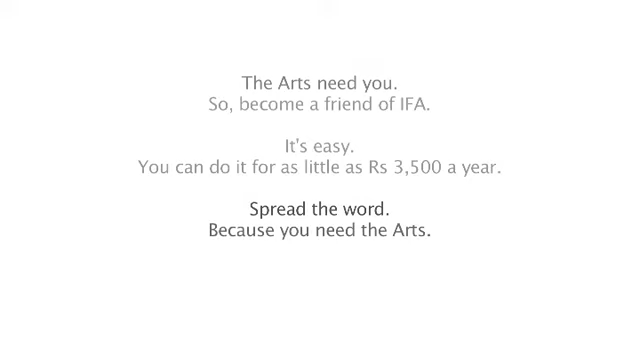 The Arts need you.
So, become a friend of IFA.
It's easy.
You can do it for as little as Rs 3,500 a year.
Spread the word.
Because you need the Arts.